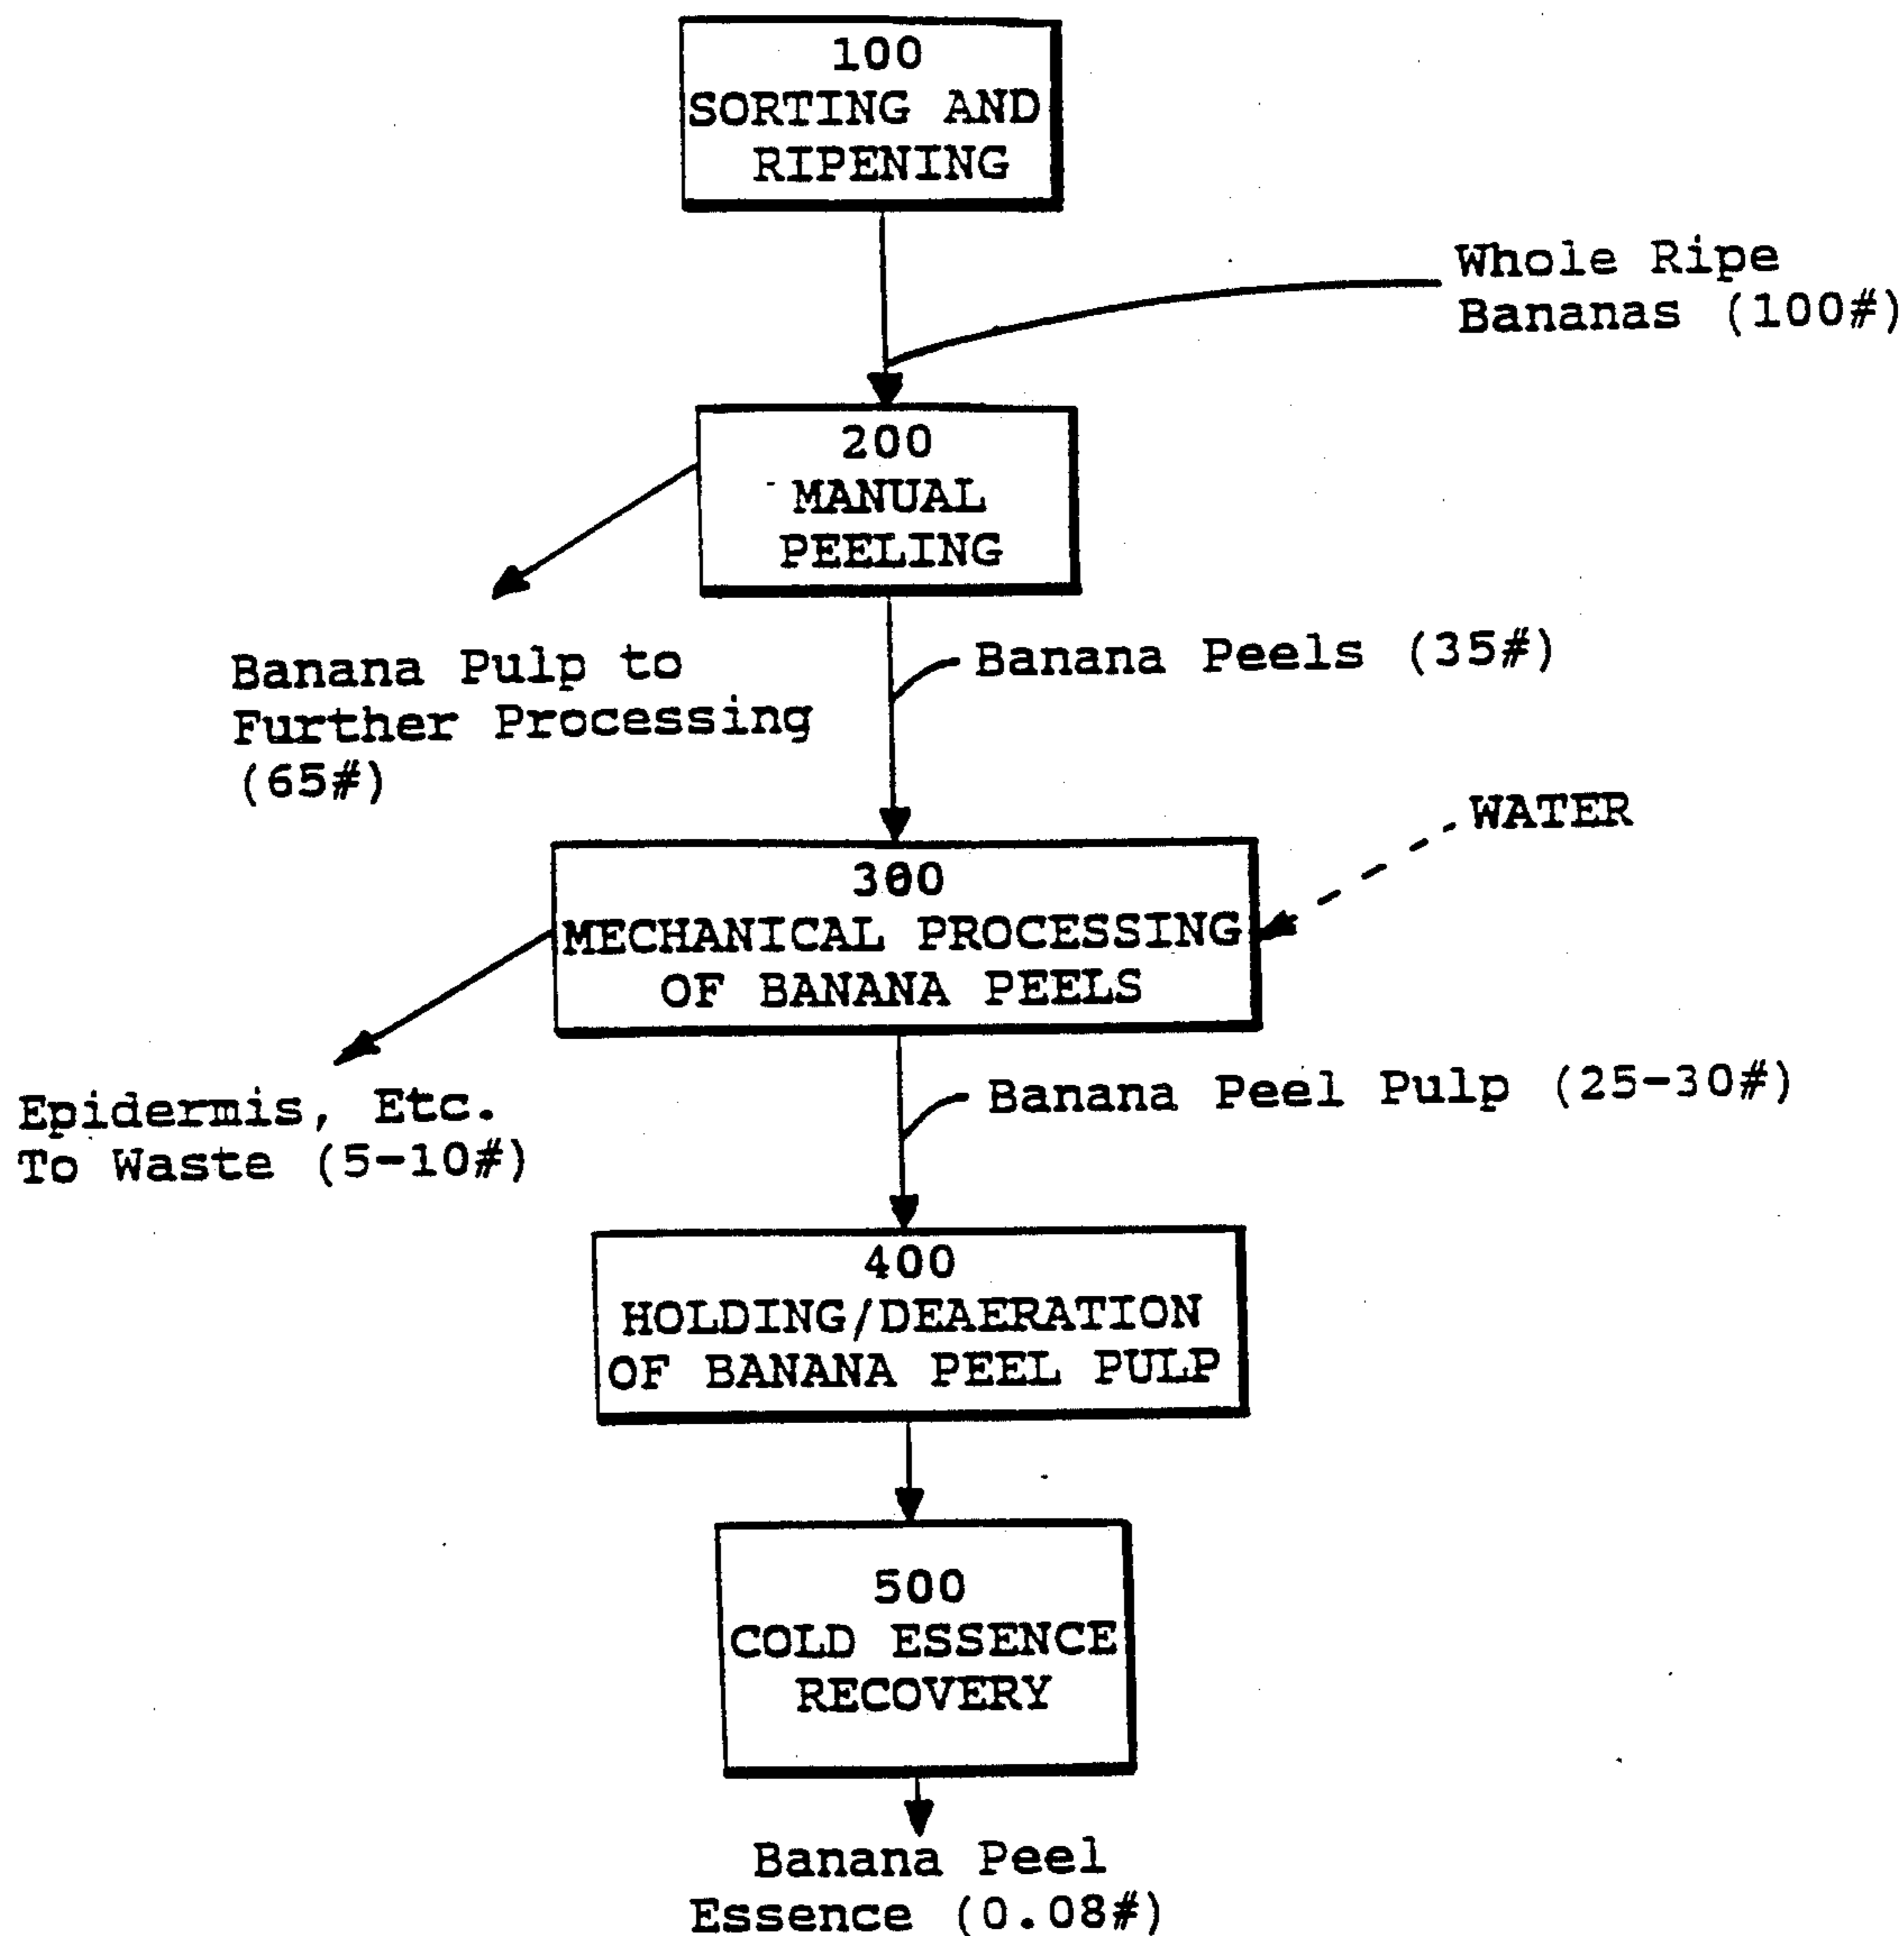 100
SORTING AND
RIPENING
Whole Ripe
Bananas (100#)
200
MANUAL
PEELING
Banana Peels (35#)
Banana Pulp to
Further Processing
(65#)
WATER
300
MECHANICAL PROCESSING
OF BANANA PEELS
Banana Peel Pulp (25-30#)
Epidermis, Etc.
To Waste (5-10#)
400
HOLDING/DEAERATION
OF BANANA PEEL PULP
500
COLD ESSENCE
RECOVERY
Banana Peel
Essence (0.08#)